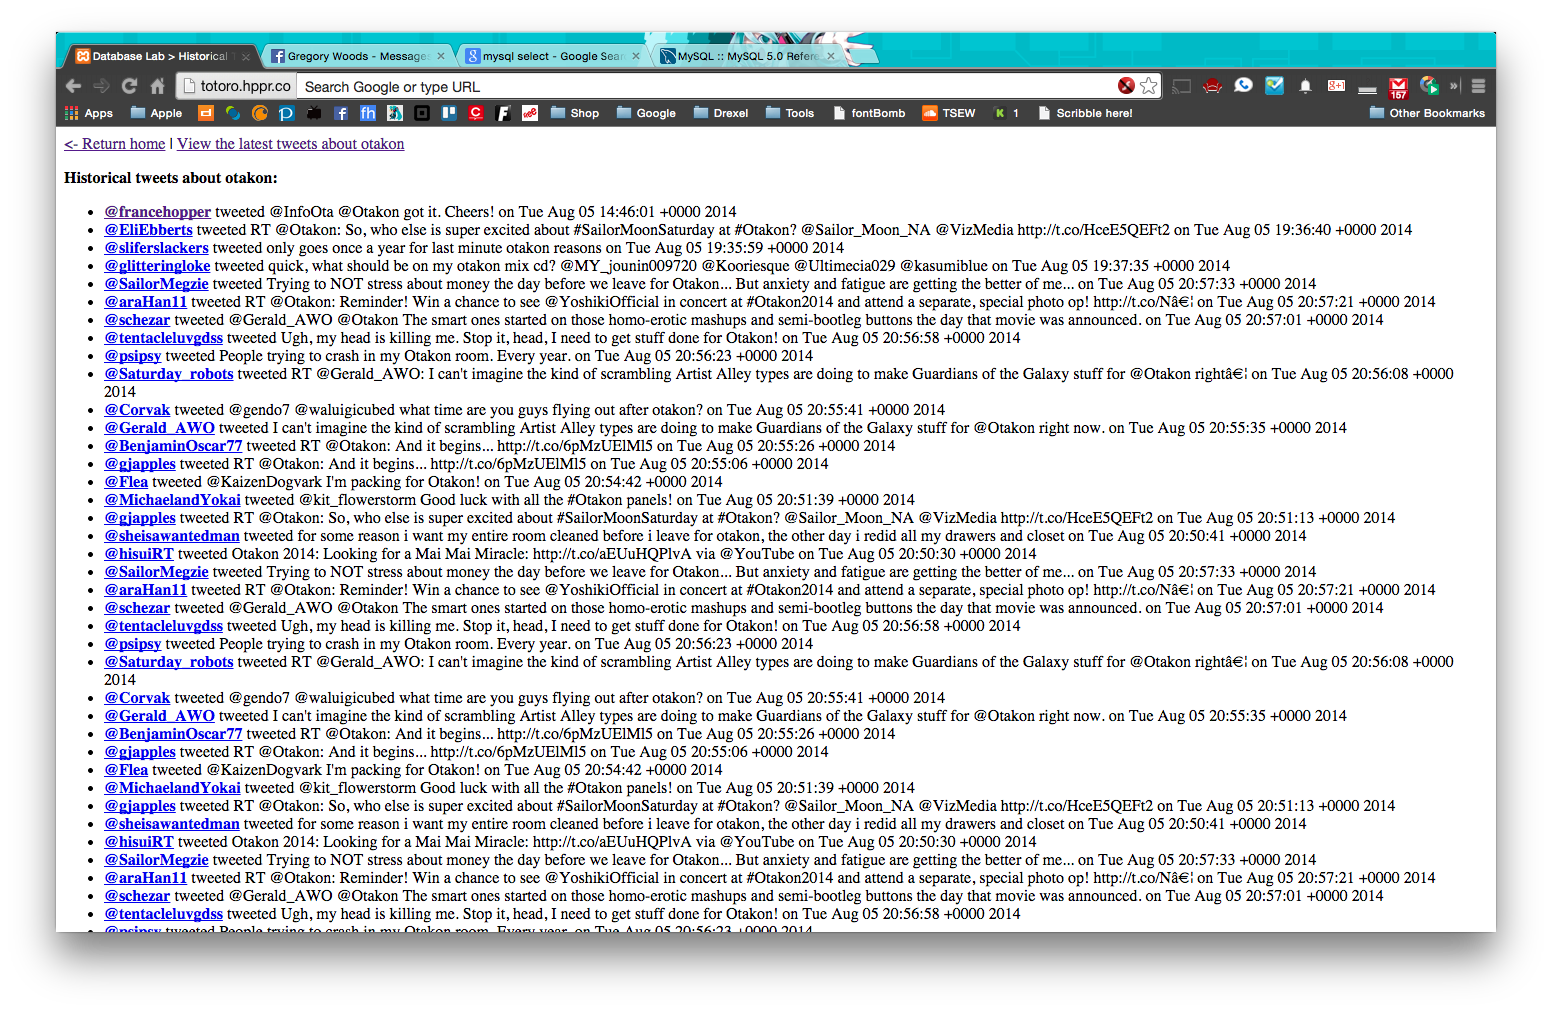 Database Lab > Historical T
Gregory Woods - Messages
mysql select - Google Sear
MySQL :: MySQL 5.0 Refere
totoro.hppr.co Search Google or type URL
g+1
157
Apps Apple Shop Google Drexel Tools fontBomb TSEW 1 Scribble here! Other Bookmarks
<- Return home | View the latest tweets about otakon
Historical tweets about otakon:
• @francehopper tweeted @InfoOta @Otakon got it. Cheers! on Tue Aug 05 14:46:01 +0000 2014
• @EliEbberts tweeted RT @Otakon: So, who else is super excited about #SailorMoonSaturday at #Otakon? @Sailor_Moon_NA @VizMedia http://t.co/HceE5QEFt2 on Tue Aug 05 19:36:40 +0000 2014
• @sliferslackers tweeted only goes once a year for last minute otakon reasons on Tue Aug 05 19:35:59 +0000 2014
• @glitteringloke tweeted quick, what should be on my otakon mix cd? @MY_jounin009720 @Kooriesque @Ultimecia029 @kasumiblue on Tue Aug 05 19:37:35 +0000 2014
• @SailorMegzie tweeted Trying to NOT stress about money the day before we leave for Otakon... But anxiety and fatigue are getting the better of me... on Tue Aug 05 20:57:33 +0000 2014
• @araHan11 tweeted RT @Otakon: Reminder! Win a chance to see @YoshikiOfficial in concert at #Otakon2014 and attend a separate, special photo op! http://t.co/Nâ€¦ on Tue Aug 05 20:57:21 +0000 2014
• @schezar tweeted @Gerald_AWO @Otakon The smart ones started on those homo-erotic mashups and semi-bootleg buttons the day that movie was announced. on Tue Aug 05 20:57:01 +0000 2014
• @tentacleluvgdss tweeted Ugh, my head is killing me. Stop it, head, I need to get stuff done for Otakon! on Tue Aug 05 20:56:58 +0000 2014
• @psipsy tweeted People trying to crash in my Otakon room. Every year. on Tue Aug 05 20:56:23 +0000 2014
• @Saturday_robots tweeted RT @Gerald_AWO: I can't imagine the kind of scrambling Artist Alley types are doing to make Guardians of the Galaxy stuff for @Otakon rightâ€¦ on Tue Aug 05 20:56:08 +0000
2014
• @Corvak tweeted @gendo7 @waluigicubed what time are you guys flying out after otakon? on Tue Aug 05 20:55:41 +0000 2014
• @Gerald_AWO tweeted I can't imagine the kind of scrambling Artist Alley types are doing to make Guardians of the Galaxy stuff for @Otakon right now. on Tue Aug 05 20:55:35 +0000 2014
• @BenjaminOscar77 tweeted RT @Otakon: And it begins... http://t.co/6pMzUElMl5 on Tue Aug 05 20:55:26 +0000 2014
• @gjapples tweeted RT @Otakon: And it begins... http://t.co/6pMzUElMl5 on Tue Aug 05 20:55:06 +0000 2014
• @Flea tweeted @KaizenDogvark I'm packing for Otakon! on Tue Aug 05 20:54:42 +0000 2014
• @MichaelandYokai tweeted @kit_flowerstorm Good luck with all the #Otakon panels! on Tue Aug 05 20:51:39 +0000 2014
• @gjapples tweeted RT @Otakon: So, who else is super excited about #SailorMoonSaturday at #Otakon? @Sailor_Moon_NA @VizMedia http://t.co/HceE5QEFt2 on Tue Aug 05 20:51:13 +0000 2014
• @sheisawantedman tweeted for some reason i want my entire room cleaned before i leave for otakon, the other day i redid all my drawers and closet on Tue Aug 05 20:50:41 +0000 2014
• @hisuiRT tweeted Otakon 2014: Looking for a Mai Mai Miracle: http://t.co/aEUuHQPlvA via @YouTube on Tue Aug 05 20:50:30 +0000 2014
• @SailorMegzie tweeted Trying to NOT stress about money the day before we leave for Otakon... But anxiety and fatigue are getting the better of me... on Tue Aug 05 20:57:33 +0000 2014
• @araHan11 tweeted RT @Otakon: Reminder! Win a chance to see @YoshikiOfficial in concert at #Otakon2014 and attend a separate, special photo op! http://t.co/Nâ€¦ on Tue Aug 05 20:57:21 +0000 2014
• @schezar tweeted @Gerald_AWO @Otakon The smart ones started on those homo-erotic mashups and semi-bootleg buttons the day that movie was announced. on Tue Aug 05 20:57:01 +0000 2014
• @tentacleluvgdss tweeted Ugh, my head is killing me. Stop it, head, I need to get stuff done for Otakon! on Tue Aug 05 20:56:58 +0000 2014
• @psipsy tweeted People trying to crash in my Otakon room. Every year. on Tue Aug 05 20:56:23 +0000 2014
• @Saturday_robots tweeted RT @Gerald_AWO: I can't imagine the kind of scrambling Artist Alley types are doing to make Guardians of the Galaxy stuff for @Otakon rightâ€¦ on Tue Aug 05 20:56:08 +0000
2014
• @Corvak tweeted @gendo7 @waluigicubed what time are you guys flying out after otakon? on Tue Aug 05 20:55:41 +0000 2014
• @Gerald_AWO tweeted I can't imagine the kind of scrambling Artist Alley types are doing to make Guardians of the Galaxy stuff for @Otakon right now. on Tue Aug 05 20:55:35 +0000 2014
• @BenjaminOscar77 tweeted RT @Otakon: And it begins... http://t.co/6pMzUElMl5 on Tue Aug 05 20:55:26 +0000 2014
• @gjapples tweeted RT @Otakon: And it begins... http://t.co/6pMzUElMl5 on Tue Aug 05 20:55:06 +0000 2014
• @Flea tweeted @KaizenDogvark I'm packing for Otakon! on Tue Aug 05 20:54:42 +0000 2014
• @MichaelandYokai tweeted @kit_flowerstorm Good luck with all the #Otakon panels! on Tue Aug 05 20:51:39 +0000 2014
• @gjapples tweeted RT @Otakon: So, who else is super excited about #SailorMoonSaturday at #Otakon? @Sailor_Moon_NA @VizMedia http://t.co/HceE5QEFt2 on Tue Aug 05 20:51:13 +0000 2014
• @sheisawantedman tweeted for some reason i want my entire room cleaned before i leave for otakon, the other day i redid all my drawers and closet on Tue Aug 05 20:50:41 +0000 2014
• @hisuiRT tweeted Otakon 2014: Looking for a Mai Mai Miracle: http://t.co/aEUuHQPlvA via @YouTube on Tue Aug 05 20:50:30 +0000 2014
• @SailorMegzie tweeted Trying to NOT stress about money the day before we leave for Otakon... But anxiety and fatigue are getting the better of me... on Tue Aug 05 20:57:33 +0000 2014
• @araHan11 tweeted RT @Otakon: Reminder! Win a chance to see @YoshikiOfficial in concert at #Otakon2014 and attend a separate, special photo op! http://t.co/Nâ€¦ on Tue Aug 05 20:57:21 +0000 2014
• @schezar tweeted @Gerald_AWO @Otakon The smart ones started on those homo-erotic mashups and semi-bootleg buttons the day that movie was announced. on Tue Aug 05 20:57:01 +0000 2014
• @tentacleluvgdss tweeted Ugh, my head is killing me. Stop it, head, I need to get stuff done for Otakon! on Tue Aug 05 20:56:58 +0000 2014
• @psipsy tweeted People trying to crash in my Otakon room. Every year. on Tue Aug 05 20:56:23 +0000 2014